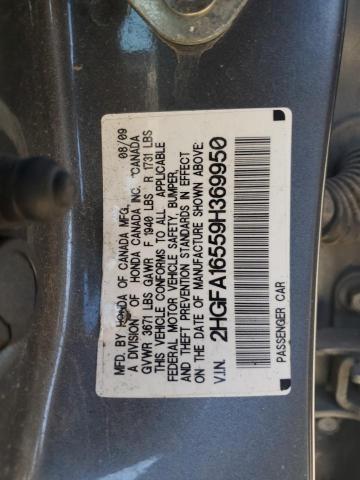 MFD. BY HONDA OF CANADA MFG. 08/09
A DIVISION OF HONDA CANADA INC. CANADA
GVWR 3671 LBS GAWR F 1940 LBS R 1731 LBS
THIS VEHICLE CONFORMS TO ALL APPLICABLE
FEDERAL MOTOR VEHICLE SAFETY, BUMPER,
AND THEFT PREVENTION STANDARDS IN EFFECT
ON THE DATE OF MANUFACTURE SHOWN ABOVE:
V.I.N. 2HGFA16559H369950
PASSENGER CAR